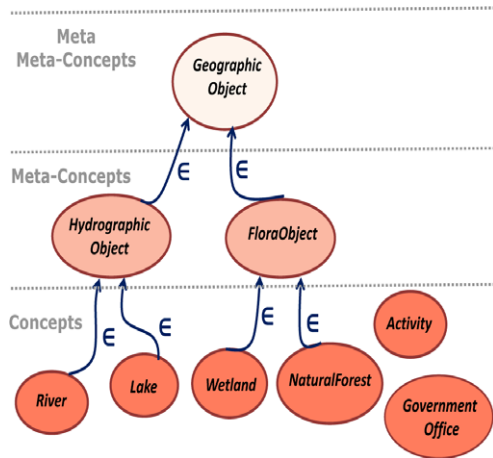 Meta
Meta-Concepts
Geographic
Object
∈
∈
Meta-Concepts
Hydrographic
Object
FloraObject
Concepts
∈
∈
∈
∈
Activity
River
Lake
Wetland
NaturalForest
Government
Office